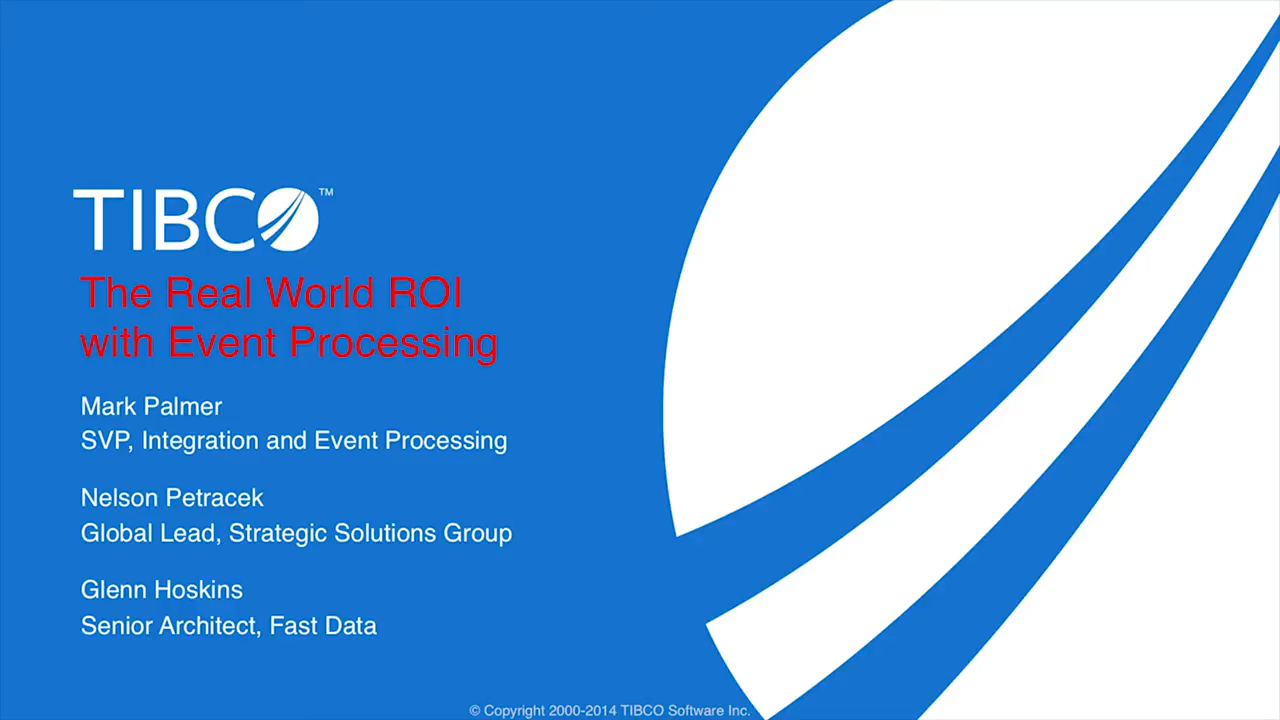 TIBCO™
The Real World ROI
with Event Processing
Mark Palmer
SVP, Integration and Event Processing
Nelson Petracek
Global Lead, Strategic Solutions Group
Glenn Hoskins
Senior Architect, Fast Data
© Copyright 2000-2014 TIBCO Software Inc.